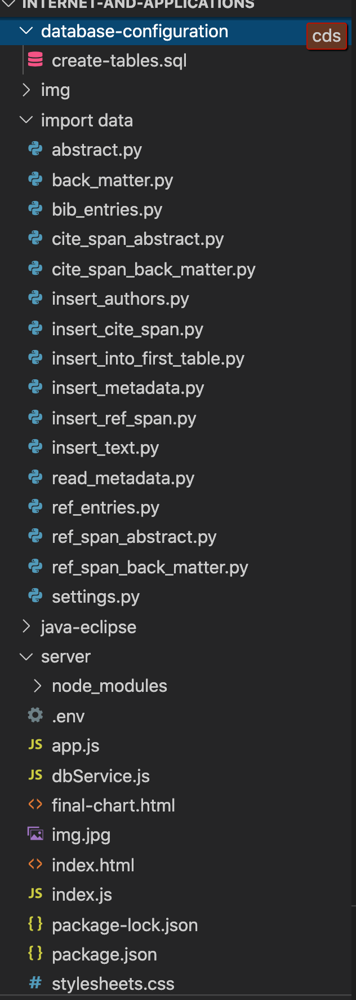 INTERNET-AND-APPLICATIONS
database-configuration
cds
create-tables.sql
img
import data
abstract.py
back_matter.py
bib_entries.py
cite_span_abstract.py
cite_span_back_matter.py
insert_authors.py
insert_cite_span.py
insert_into_first_table.py
insert_metadata.py
insert_ref_span.py
insert_text.py
read_metadata.py
ref_entries.py
ref_span_abstract.py
ref_span_back_matter.py
settings.py
java-eclipse
server
node_modules
.env
JS app.js
JS dbService.js
<> final-chart.html
img.jpg
<> index.html
JS index.js
{} package-lock.json
{} package.json
# stylesheets.css